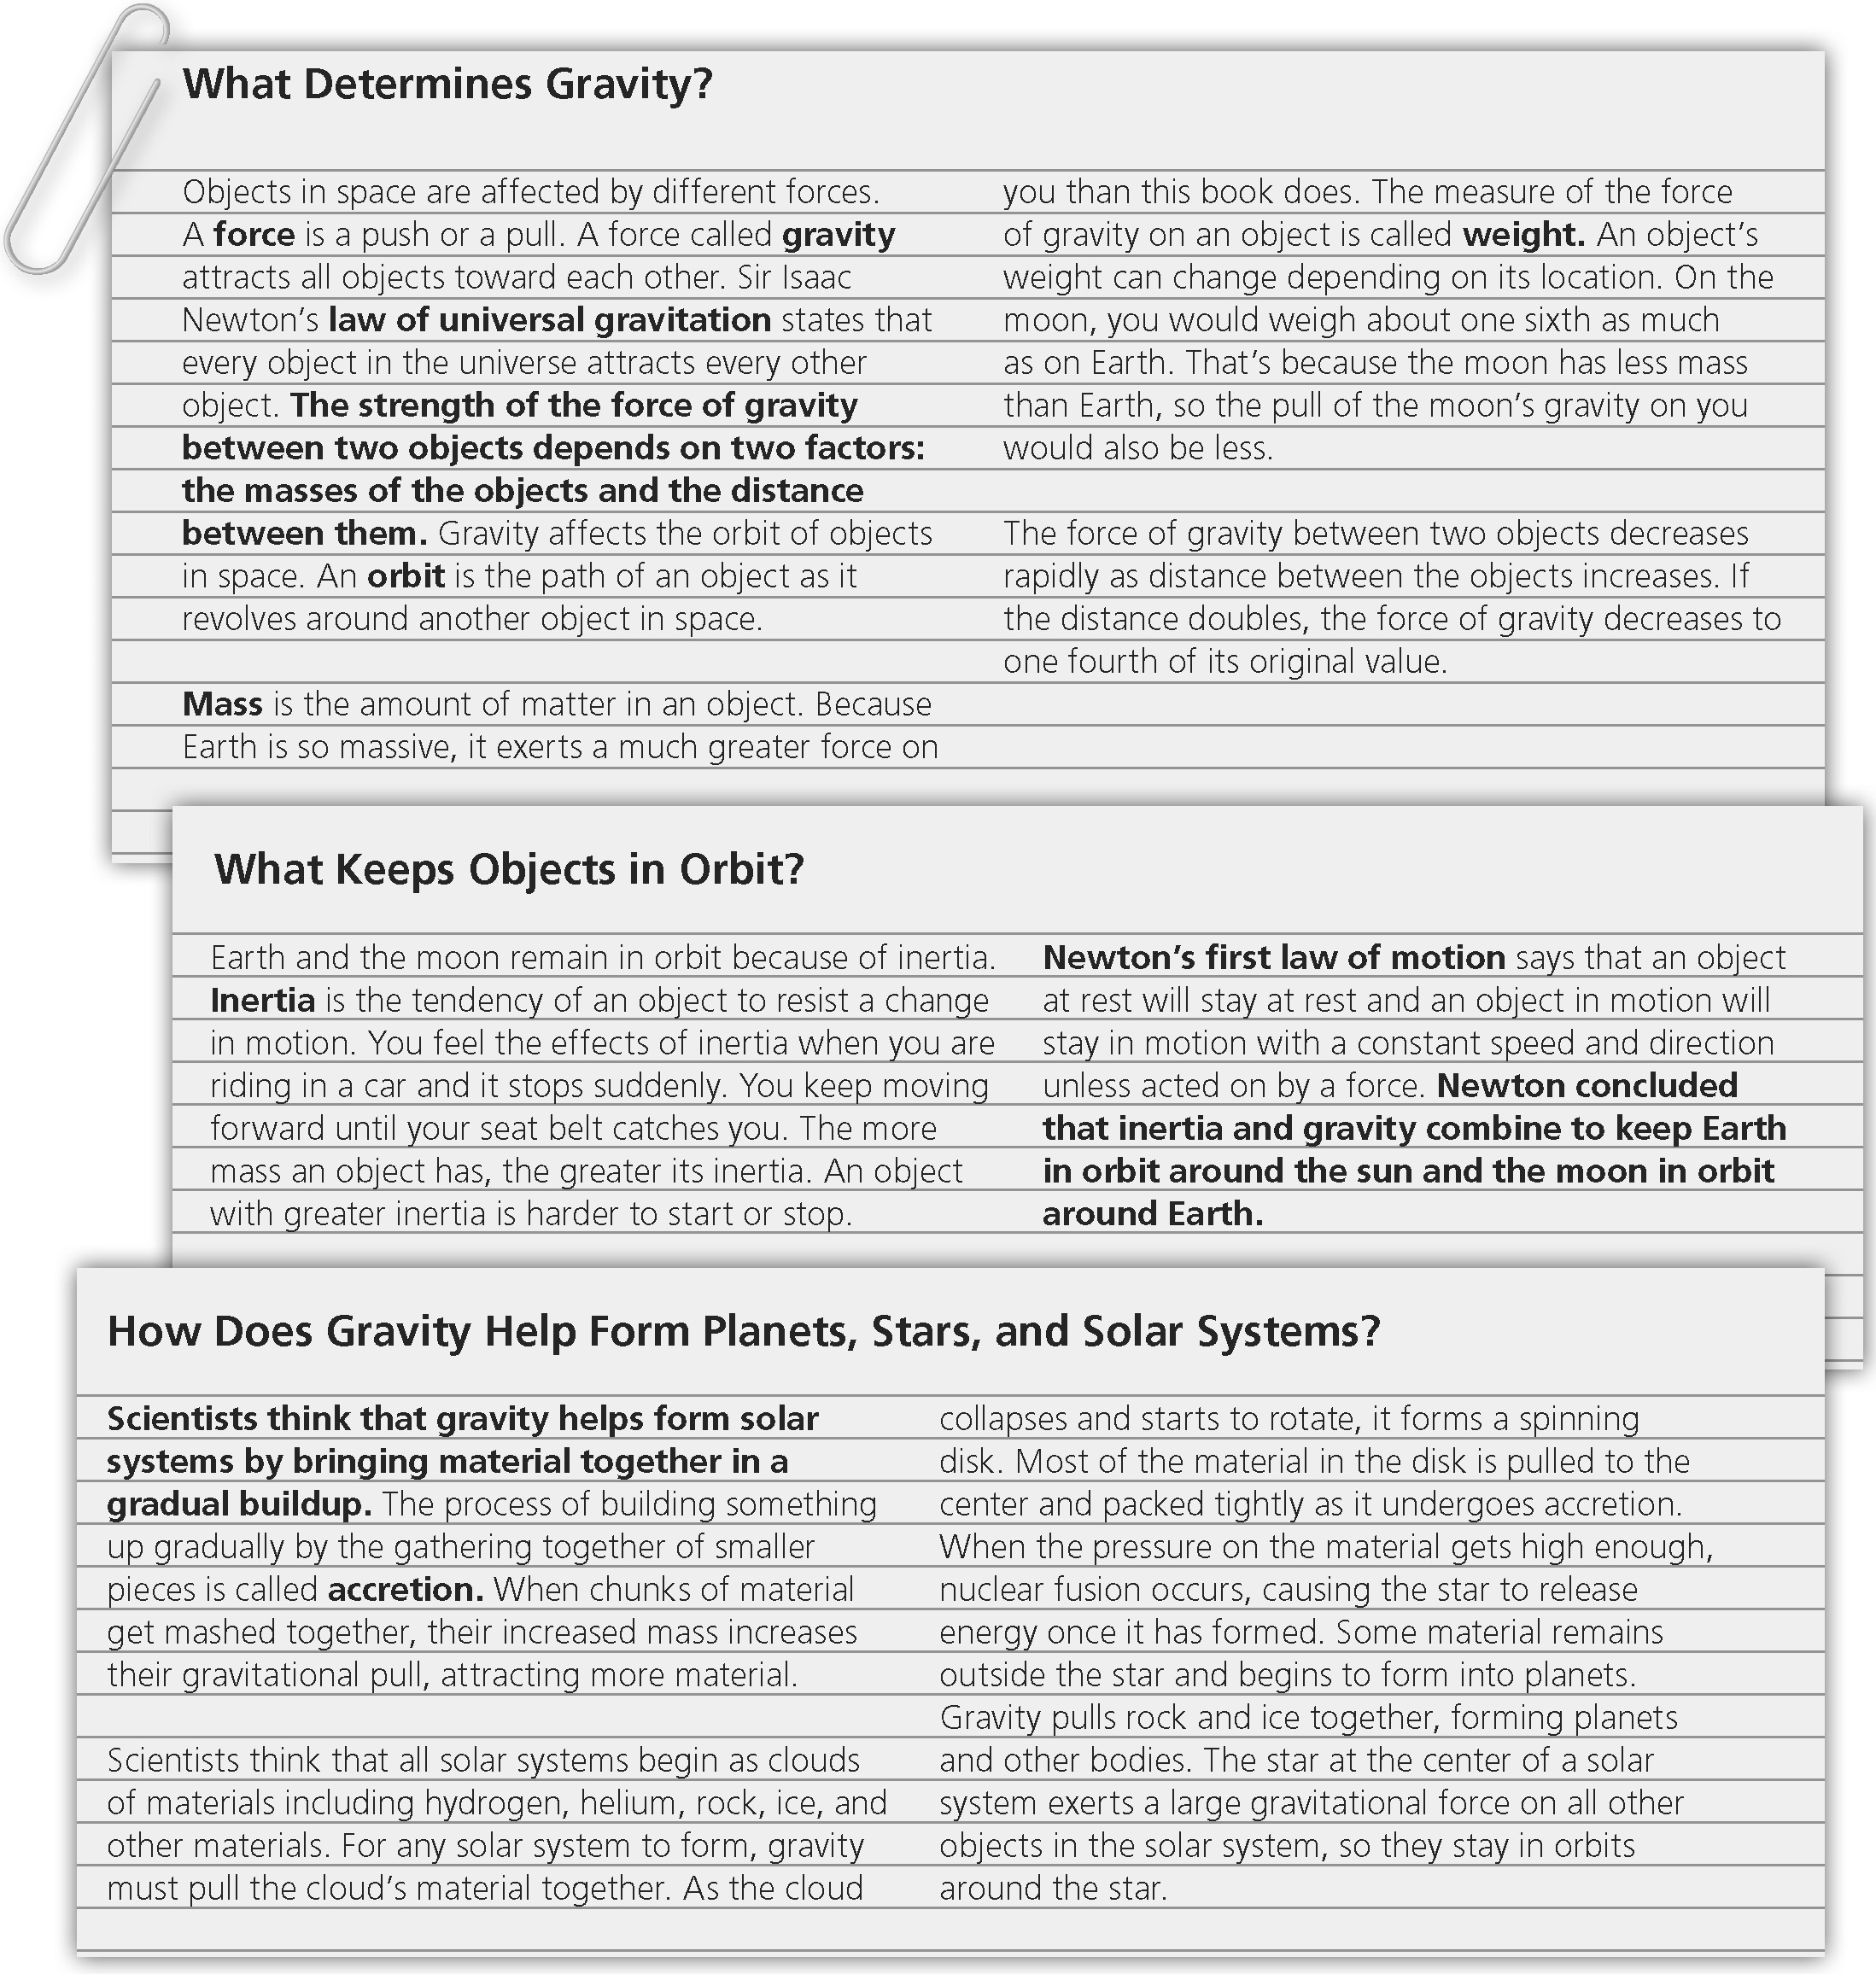 What Determines Gravity?
Objects in space are affected by different forces.
A force is a push or a pull. A force called gravity
attracts all objects toward each other. Sir Isaac
Newton’s law of universal gravitation states that
every object in the universe attracts every other
object. The strength of the force of gravity
between two objects depends on two factors:
the masses of the objects and the distance
between them. Gravity affects the orbit of objects
in space. An orbit is the path of an object as it
revolves around another object in space.
Mass is the amount of matter in an object. Because
Earth is so massive, it exerts a much greater force on
you than this book does. The measure of the force
of gravity on an object is called weight. An object’s
weight can change depending on its location. On the
moon, you would weigh about one sixth as much
as on Earth. That’s because the moon has less mass
than Earth, so the pull of the moon’s gravity on you
would also be less.
The force of gravity between two objects decreases
rapidly as distance between the objects increases. If
the distance doubles, the force of gravity decreases to
one fourth of its original value.
What Keeps Objects in Orbit?
Earth and the moon remain in orbit because of inertia.
Inertia is the tendency of an object to resist a change
in motion. You feel the effects of inertia when you are
riding in a car and it stops suddenly. You keep moving
forward until your seat belt catches you. The more
mass an object has, the greater its inertia. An object
with greater inertia is harder to start or stop.
Newton’s first law of motion says that an object
at rest will stay at rest and an object in motion will
stay in motion with a constant speed and direction
unless acted on by a force. Newton concluded
that inertia and gravity combine to keep Earth
in orbit around the sun and the moon in orbit
around Earth.
How Does Gravity Help Form Planets, Stars, and Solar Systems?
Scientists think that gravity helps form solar
systems by bringing material together in a
gradual buildup. The process of building something
up gradually by the gathering together of smaller
pieces is called accretion. When chunks of material
get mashed together, their increased mass increases
their gravitational pull, attracting more material.
Scientists think that all solar systems begin as clouds
of materials including hydrogen, helium, rock, ice, and
other materials. For any solar system to form, gravity
must pull the cloud’s material together. As the cloud
collapses and starts to rotate, it forms a spinning
disk. Most of the material in the disk is pulled to the
center and packed tightly as it undergoes accretion.
When the pressure on the material gets high enough,
nuclear fusion occurs, causing the star to release
energy once it has formed. Some material remains
outside the star and begins to form into planets.
Gravity pulls rock and ice together, forming planets
and other bodies. The star at the center of a solar
system exerts a large gravitational force on all other
objects in the solar system, so they stay in orbits
around the star.